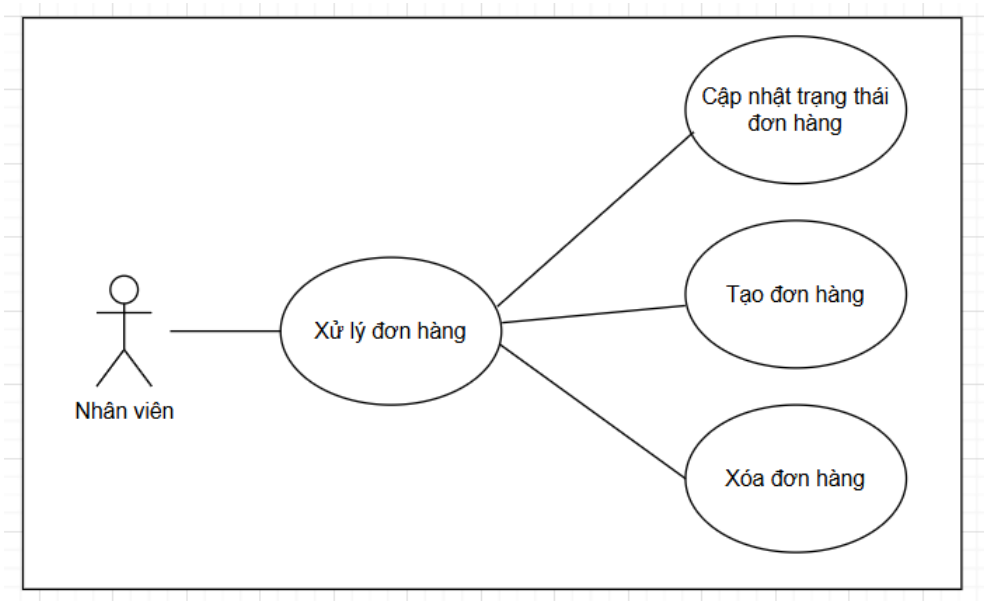 Cập nhật trạng thái
đơn hàng
Tạo đơn hàng
Xử lý đơn hàng
Nhân viên
Xóa đơn hàng